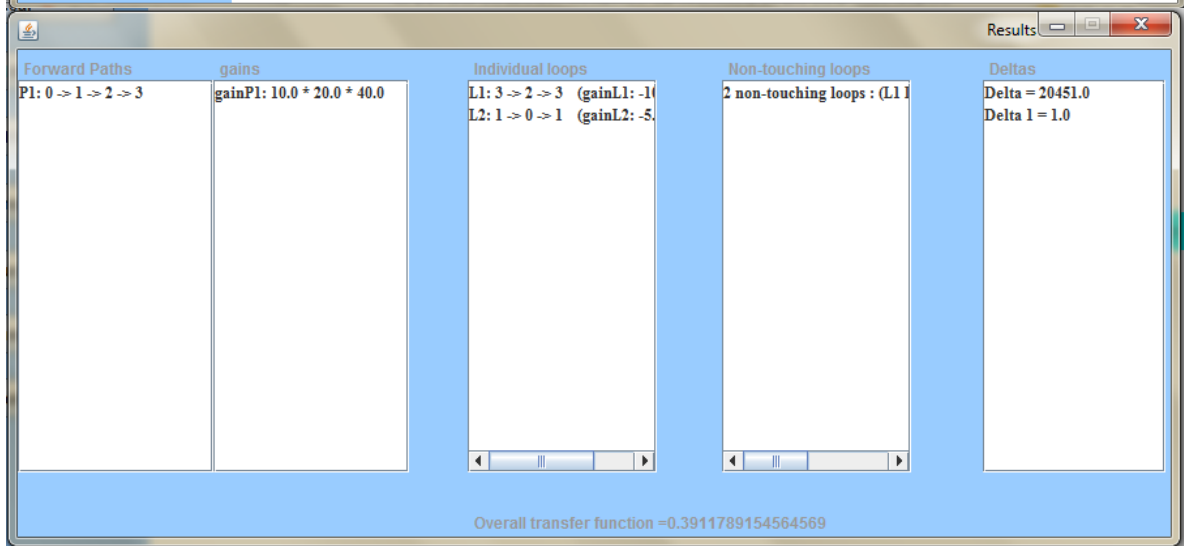 Results
Forward Paths gains Individual loops Non-touching loops Deltas
P1: 0 -> 1 -> 2 -> 3 gainP1: 10.0 * 20.0 * 40.0 L1: 3 -> 2 -> 3 (gainL1: -1 2 non-touching loops : (L1 Delta = 20451.0
L2: 1 -> 0 -> 1 (gainL2: -5. Delta 1 = 1.0
Overall transfer function =0.3911789154564569